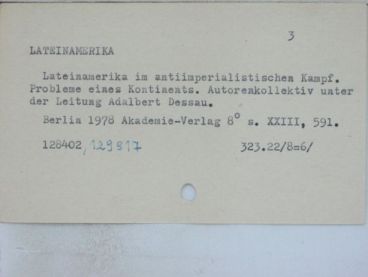 3
LATEINAMERIKA
Lateinamerika im antiimperialistischen Kampf.
Probleme eines Kontinents. Autorenkollektiv unter
der Leitung Adalbert Dessau.
Berlin 1978 Akademie-Verlag 8° s. XXIII, 591.
128402, 129817 323.22/8=6/